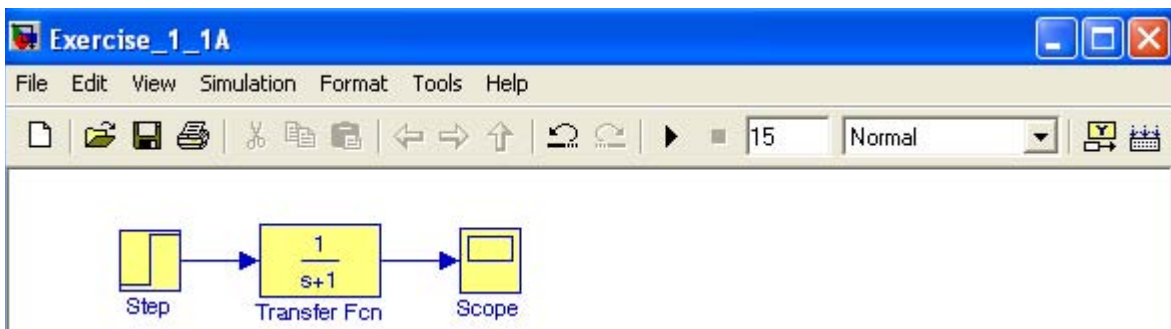 Exercise_1_1A
File Edit View Simulation Format Tools Help
15 Normal
1
s+1
Step Transfer Fcn Scope